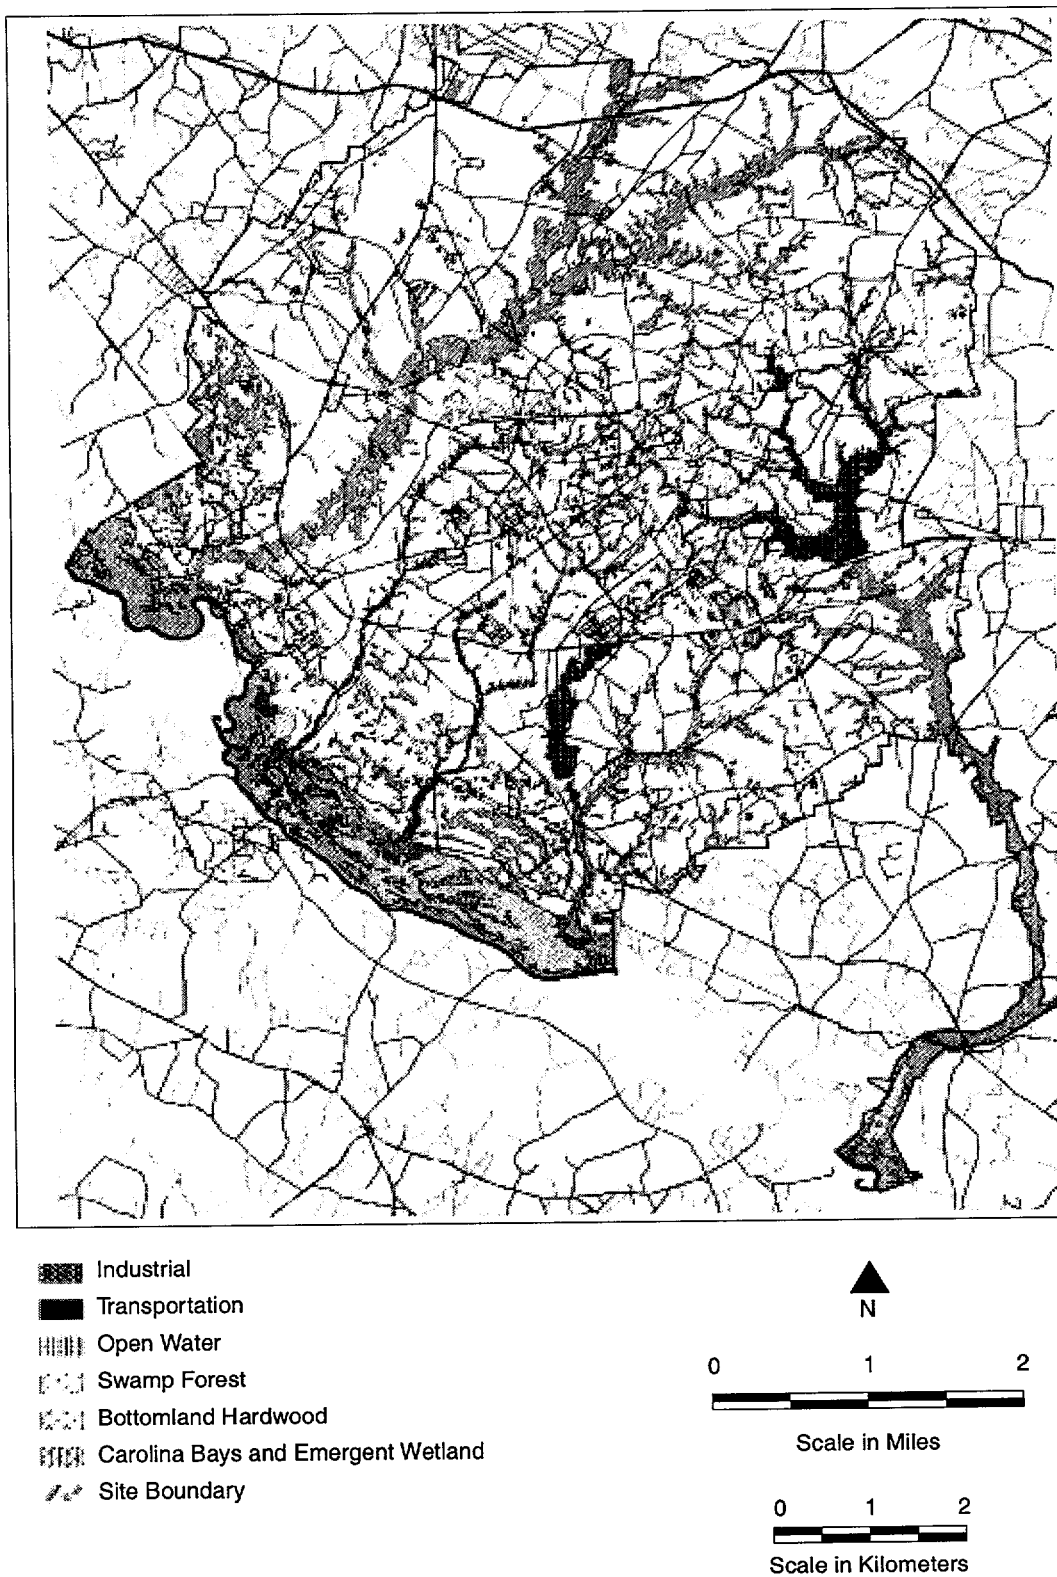 Industrial
Transportation
Open Water
Swamp Forest
Bottomland Hardwood
Carolina Bays and Emergent Wetland
Site Boundary
N
0 1 2
Scale in Miles
0 1 2
Scale in Kilometers